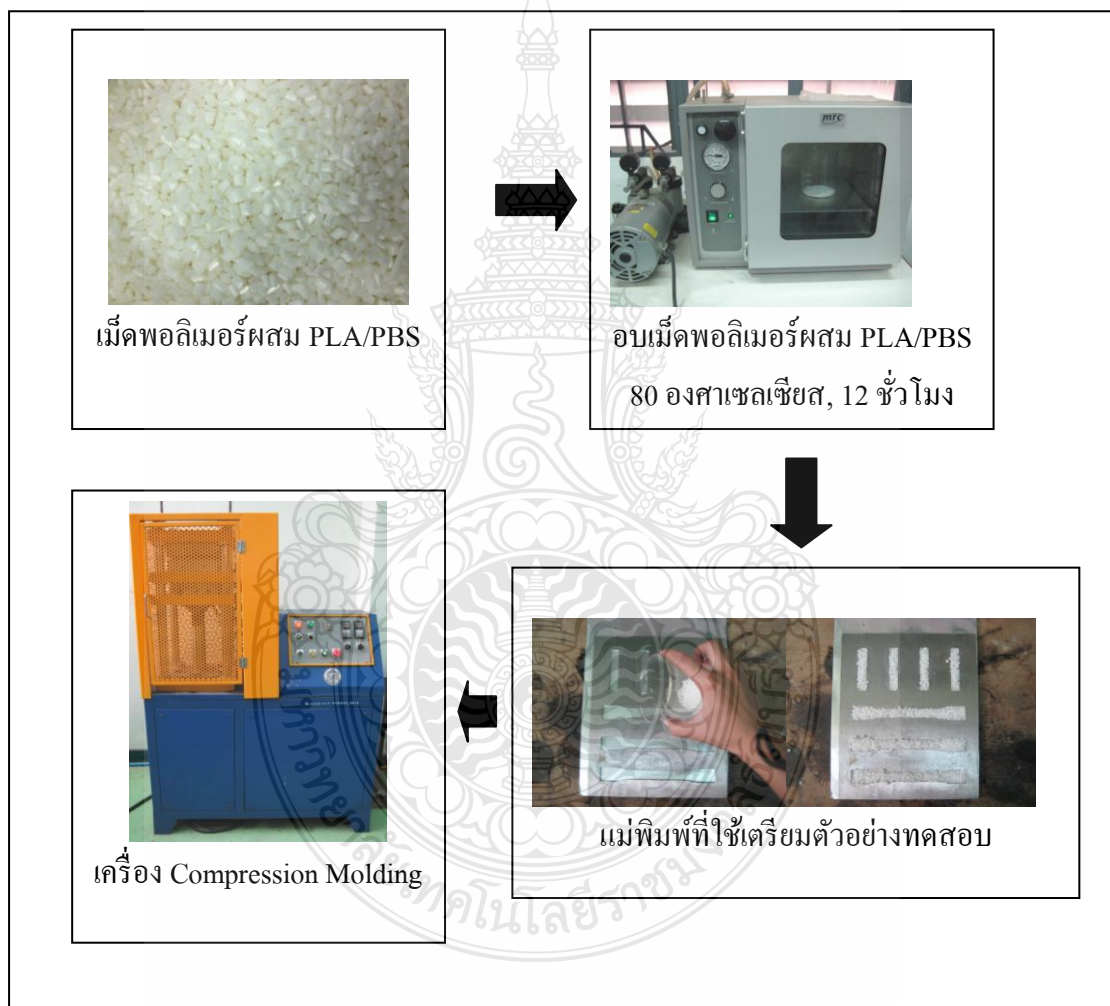 เม็ดพอลิเมอร์ผสม PLA/PBS
mrc
อบเม็ดพอลิเมอร์ผสม PLA/PBS
80 องศาเซลเซียส, 12 ชั่วโมง
แม่พิมพ์ที่ใช้เตรียมตัวอย่างทดสอบ
เครื่อง Compression Molding